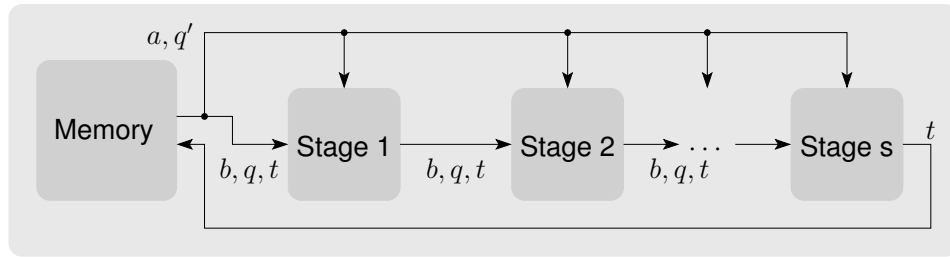 a, q′
Memory
Stage 1
Stage 2
. . .
Stage s
t
b, q, t
b, q, t
b, q, t